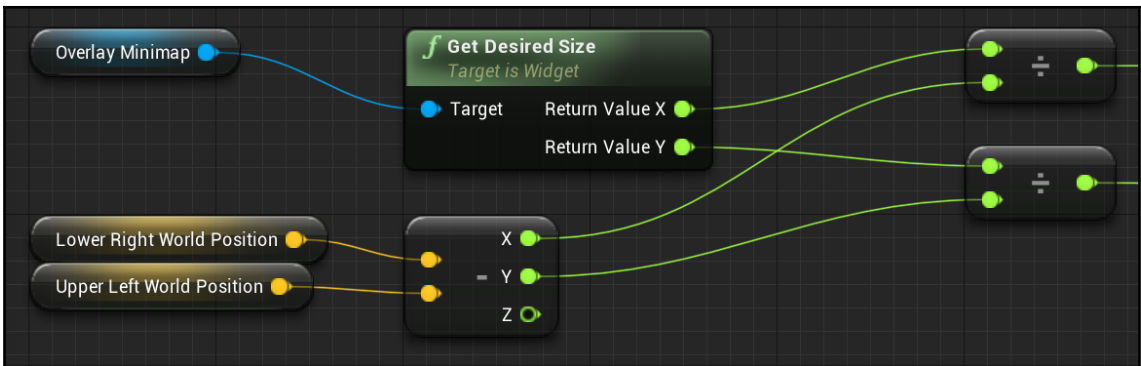 Overlay Minimap
f Get Desired Size
Target is Widget
Target
Return Value X
Return Value Y
÷
÷
Lower Right World Position
Upper Left World Position
-
X
Y
Z